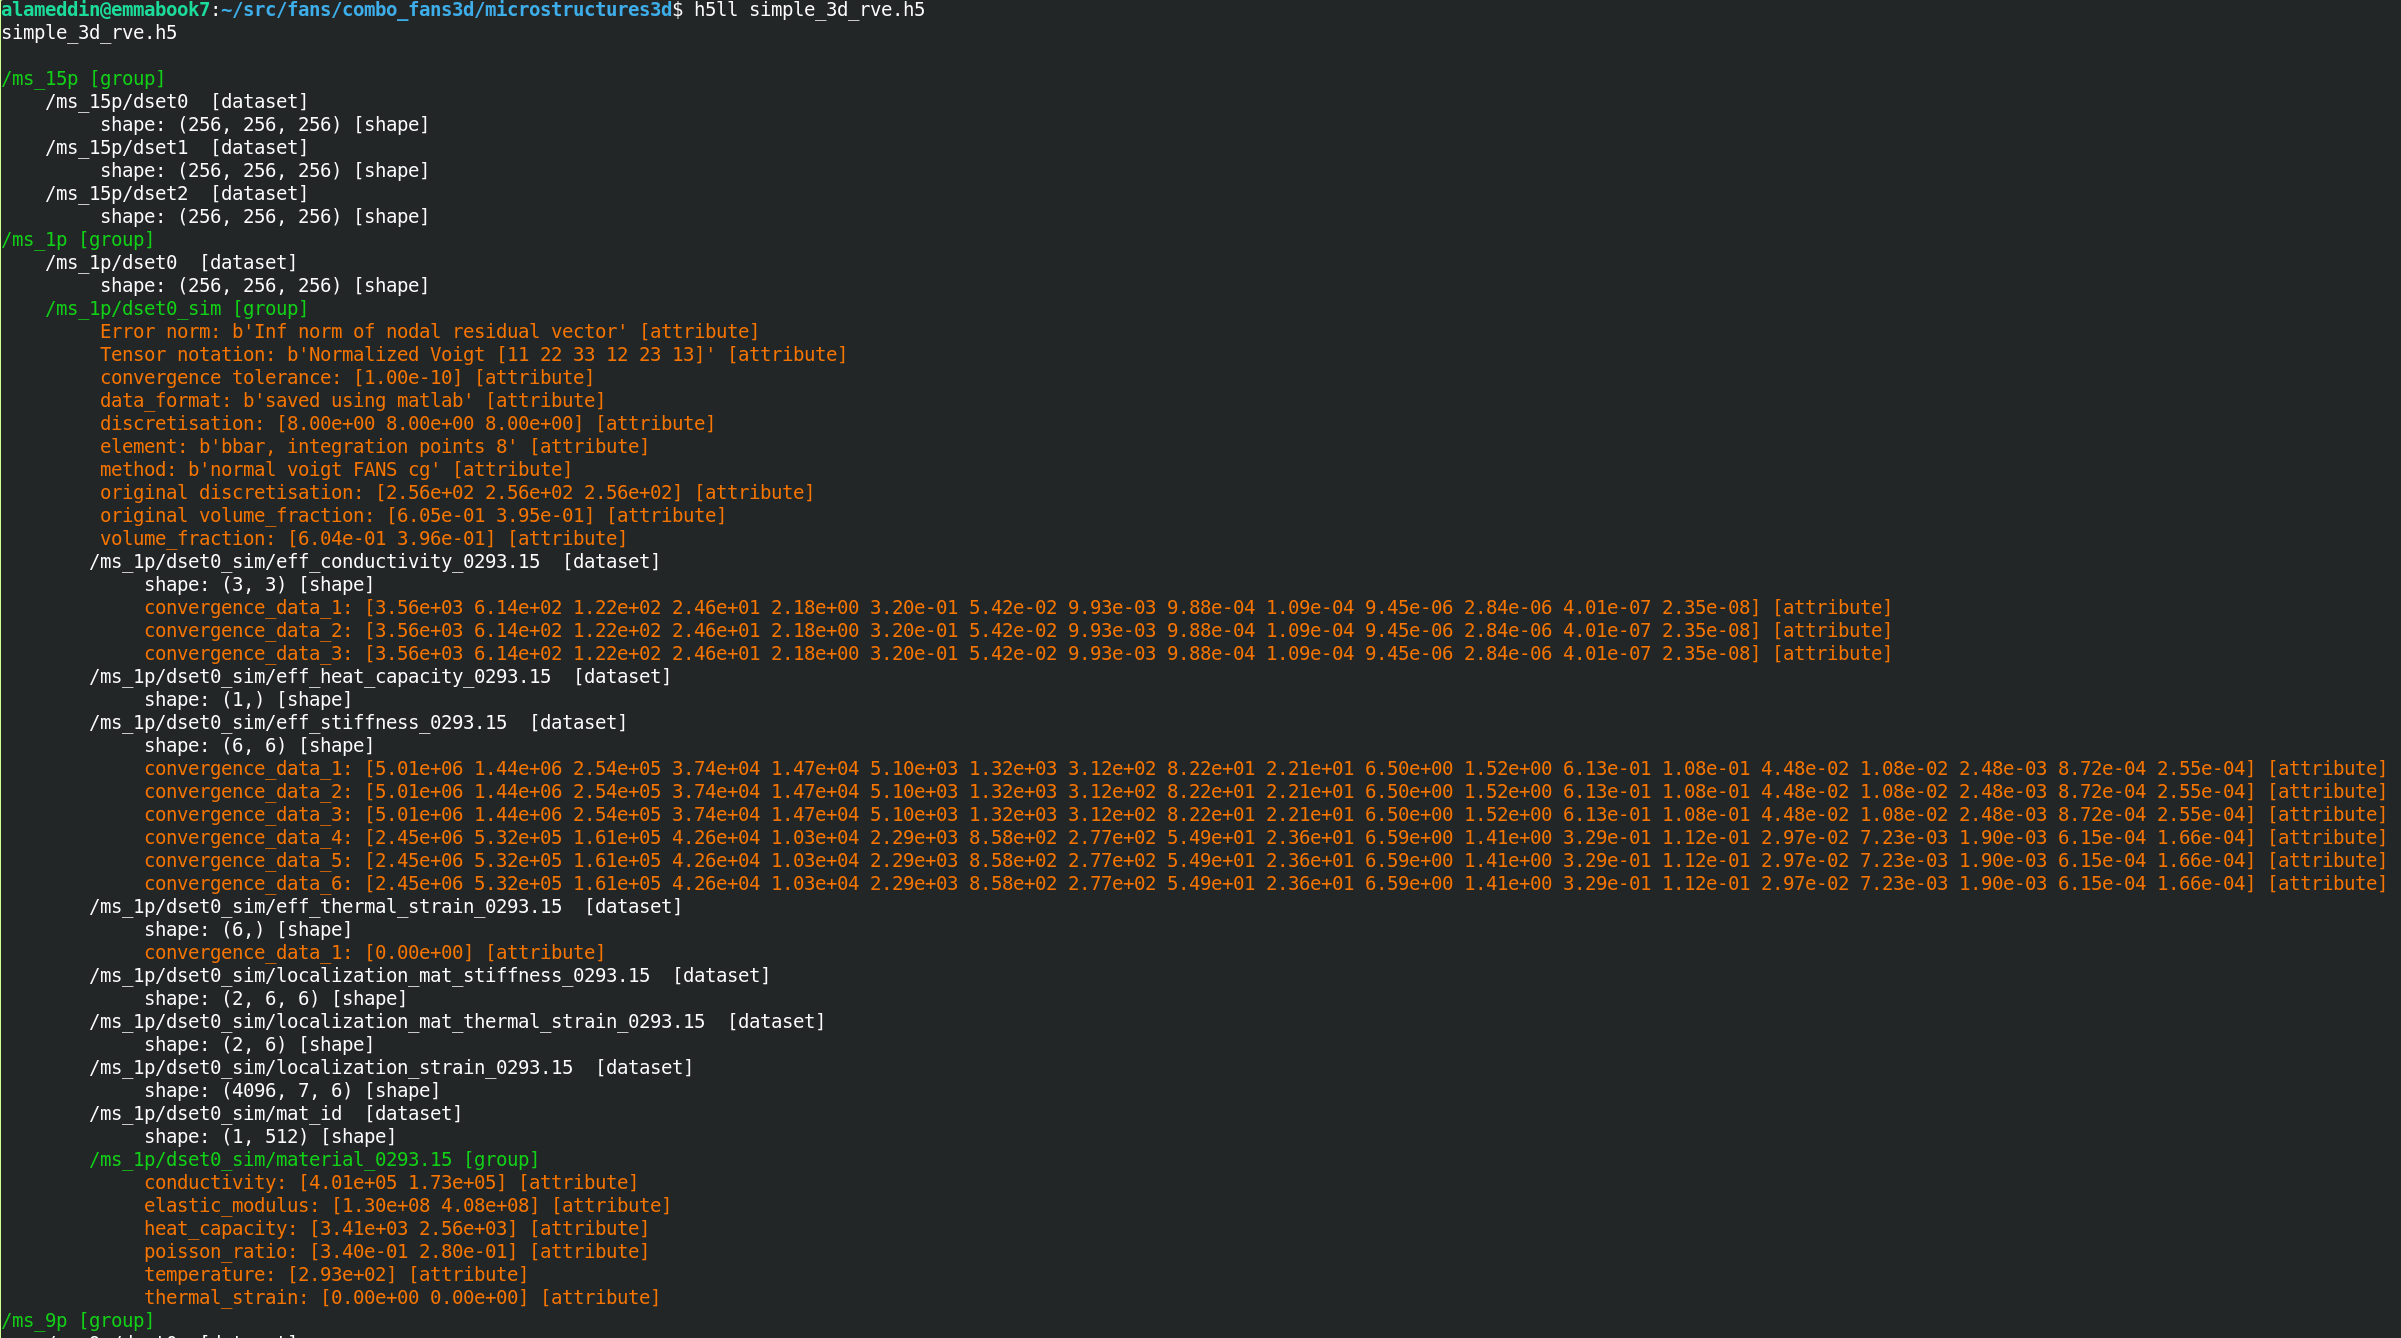 alameddin@emmabook7:~/src/fans/combo_fans3d/microstructures3d$ h5ll simple_3d_rve.h5
simple_3d_rve.h5
/ms_15p [group]
/ms_15p/dset0  [dataset]
shape: (256, 256, 256) [shape]
/ms_15p/dset1  [dataset]
shape: (256, 256, 256) [shape]
/ms_15p/dset2  [dataset]
shape: (256, 256, 256) [shape]
/ms_1p [group]
/ms_1p/dset0  [dataset]
shape: (256, 256, 256) [shape]
/ms_1p/dset0_sim [group]
Error norm: b'Inf norm of nodal residual vector' [attribute]
Tensor notation: b'Normalized Voigt [11 22 33 12 23 13]' [attribute]
convergence tolerance: [1.00e-10] [attribute]
data_format: b'saved using matlab' [attribute]
discretisation: [8.00e+00 8.00e+00 8.00e+00] [attribute]
element: b'bbar, integration points 8' [attribute]
method: b'normal voigt FANS cg' [attribute]
original discretisation: [2.56e+02 2.56e+02 2.56e+02] [attribute]
original volume_fraction: [6.05e-01 3.95e-01] [attribute]
volume_fraction: [6.04e-01 3.96e-01] [attribute]
/ms_1p/dset0_sim/eff_conductivity_0293.15  [dataset]
shape: (3, 3) [shape]
convergence_data_1: [3.56e+03 6.14e+02 1.22e+02 2.46e+01 2.18e+00 3.20e-01 5.42e-02 9.93e-03 9.88e-04 1.09e-04 9.45e-06 2.84e-06 4.01e-07 2.35e-08] [attribute]
convergence_data_2: [3.56e+03 6.14e+02 1.22e+02 2.46e+01 2.18e+00 3.20e-01 5.42e-02 9.93e-03 9.88e-04 1.09e-04 9.45e-06 2.84e-06 4.01e-07 2.35e-08] [attribute]
convergence_data_3: [3.56e+03 6.14e+02 1.22e+02 2.46e+01 2.18e+00 3.20e-01 5.42e-02 9.93e-03 9.88e-04 1.09e-04 9.45e-06 2.84e-06 4.01e-07 2.35e-08] [attribute]
/ms_1p/dset0_sim/eff_heat_capacity_0293.15  [dataset]
shape: (1,) [shape]
/ms_1p/dset0_sim/eff_stiffness_0293.15  [dataset]
shape: (6, 6) [shape]
convergence_data_1: [5.01e+06 1.44e+06 2.54e+05 3.74e+04 1.47e+04 5.10e+03 1.32e+03 3.12e+02 8.22e+01 2.21e+01 6.50e+00 1.52e+00 6.13e-01 1.08e-01 4.48e-02 1.08e-02 2.48e-03 8.72e-04 2.55e-04] [attribute]
convergence_data_2: [5.01e+06 1.44e+06 2.54e+05 3.74e+04 1.47e+04 5.10e+03 1.32e+03 3.12e+02 8.22e+01 2.21e+01 6.50e+00 1.52e+00 6.13e-01 1.08e-01 4.48e-02 1.08e-02 2.48e-03 8.72e-04 2.55e-04] [attribute]
convergence_data_3: [5.01e+06 1.44e+06 2.54e+05 3.74e+04 1.47e+04 5.10e+03 1.32e+03 3.12e+02 8.22e+01 2.21e+01 6.50e+00 1.52e+00 6.13e-01 1.08e-01 4.48e-02 1.08e-02 2.48e-03 8.72e-04 2.55e-04] [attribute]
convergence_data_4: [2.45e+06 5.32e+05 1.61e+05 4.26e+04 1.03e+04 2.29e+03 8.58e+02 2.77e+02 5.49e+01 2.36e+01 6.59e+00 1.41e+00 3.29e-01 1.12e-01 2.97e-02 7.23e-03 1.90e-03 6.15e-04 1.66e-04] [attribute]
convergence_data_5: [2.45e+06 5.32e+05 1.61e+05 4.26e+04 1.03e+04 2.29e+03 8.58e+02 2.77e+02 5.49e+01 2.36e+01 6.59e+00 1.41e+00 3.29e-01 1.12e-01 2.97e-02 7.23e-03 1.90e-03 6.15e-04 1.66e-04] [attribute]
convergence_data_6: [2.45e+06 5.32e+05 1.61e+05 4.26e+04 1.03e+04 2.29e+03 8.58e+02 2.77e+02 5.49e+01 2.36e+01 6.59e+00 1.41e+00 3.29e-01 1.12e-01 2.97e-02 7.23e-03 1.90e-03 6.15e-04 1.66e-04] [attribute]
/ms_1p/dset0_sim/eff_thermal_strain_0293.15  [dataset]
shape: (6,) [shape]
convergence_data_1: [0.00e+00] [attribute]
/ms_1p/dset0_sim/localization_mat_stiffness_0293.15  [dataset]
shape: (2, 6, 6) [shape]
/ms_1p/dset0_sim/localization_mat_thermal_strain_0293.15  [dataset]
shape: (2, 6) [shape]
/ms_1p/dset0_sim/localization_strain_0293.15  [dataset]
shape: (4096, 7, 6) [shape]
/ms_1p/dset0_sim/mat_id  [dataset]
shape: (1, 512) [shape]
/ms_1p/dset0_sim/material_0293.15 [group]
conductivity: [4.01e+05 1.73e+05] [attribute]
elastic_modulus: [1.30e+08 4.08e+08] [attribute]
heat_capacity: [3.41e+03 2.56e+03] [attribute]
poisson_ratio: [3.40e-01 2.80e-01] [attribute]
temperature: [2.93e+02] [attribute]
thermal_strain: [0.00e+00 0.00e+00] [attribute]
/ms_9p [group]